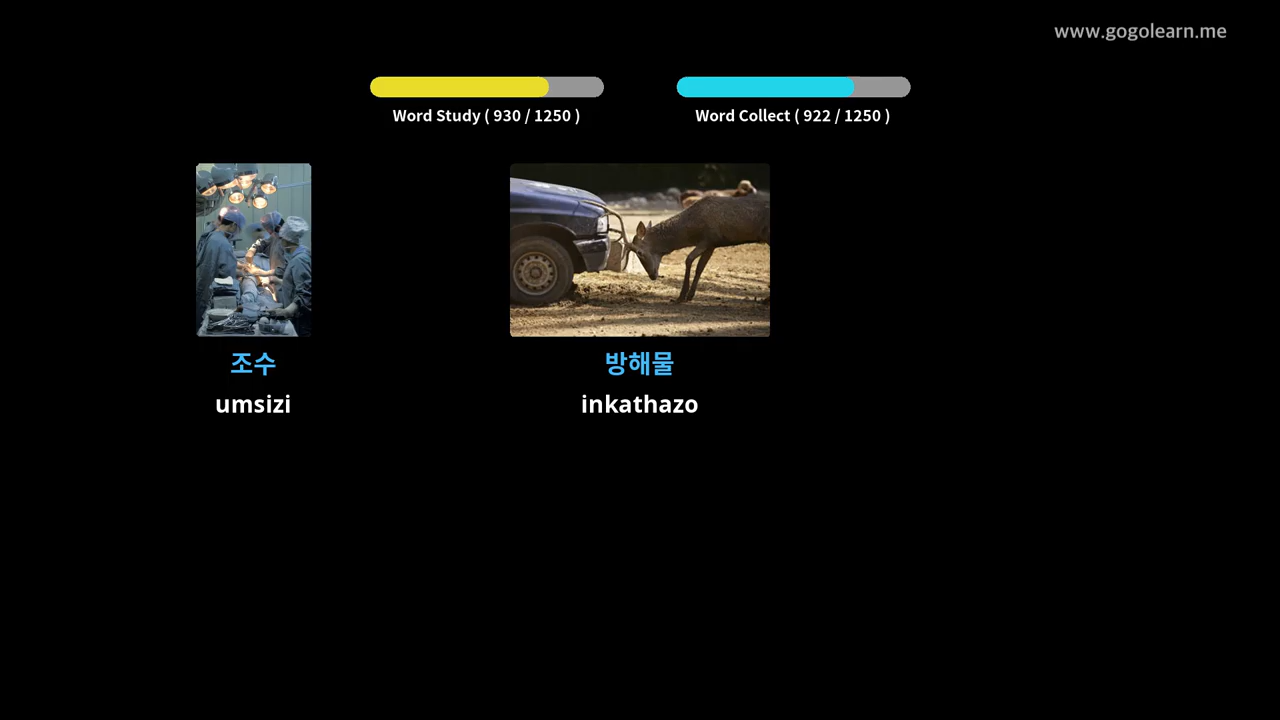 www.gogolearn.me
Word Study ( 930 / 1250 )
Word Collect ( 922 / 1250 )
조수
방해물
umsizi
inkathazo